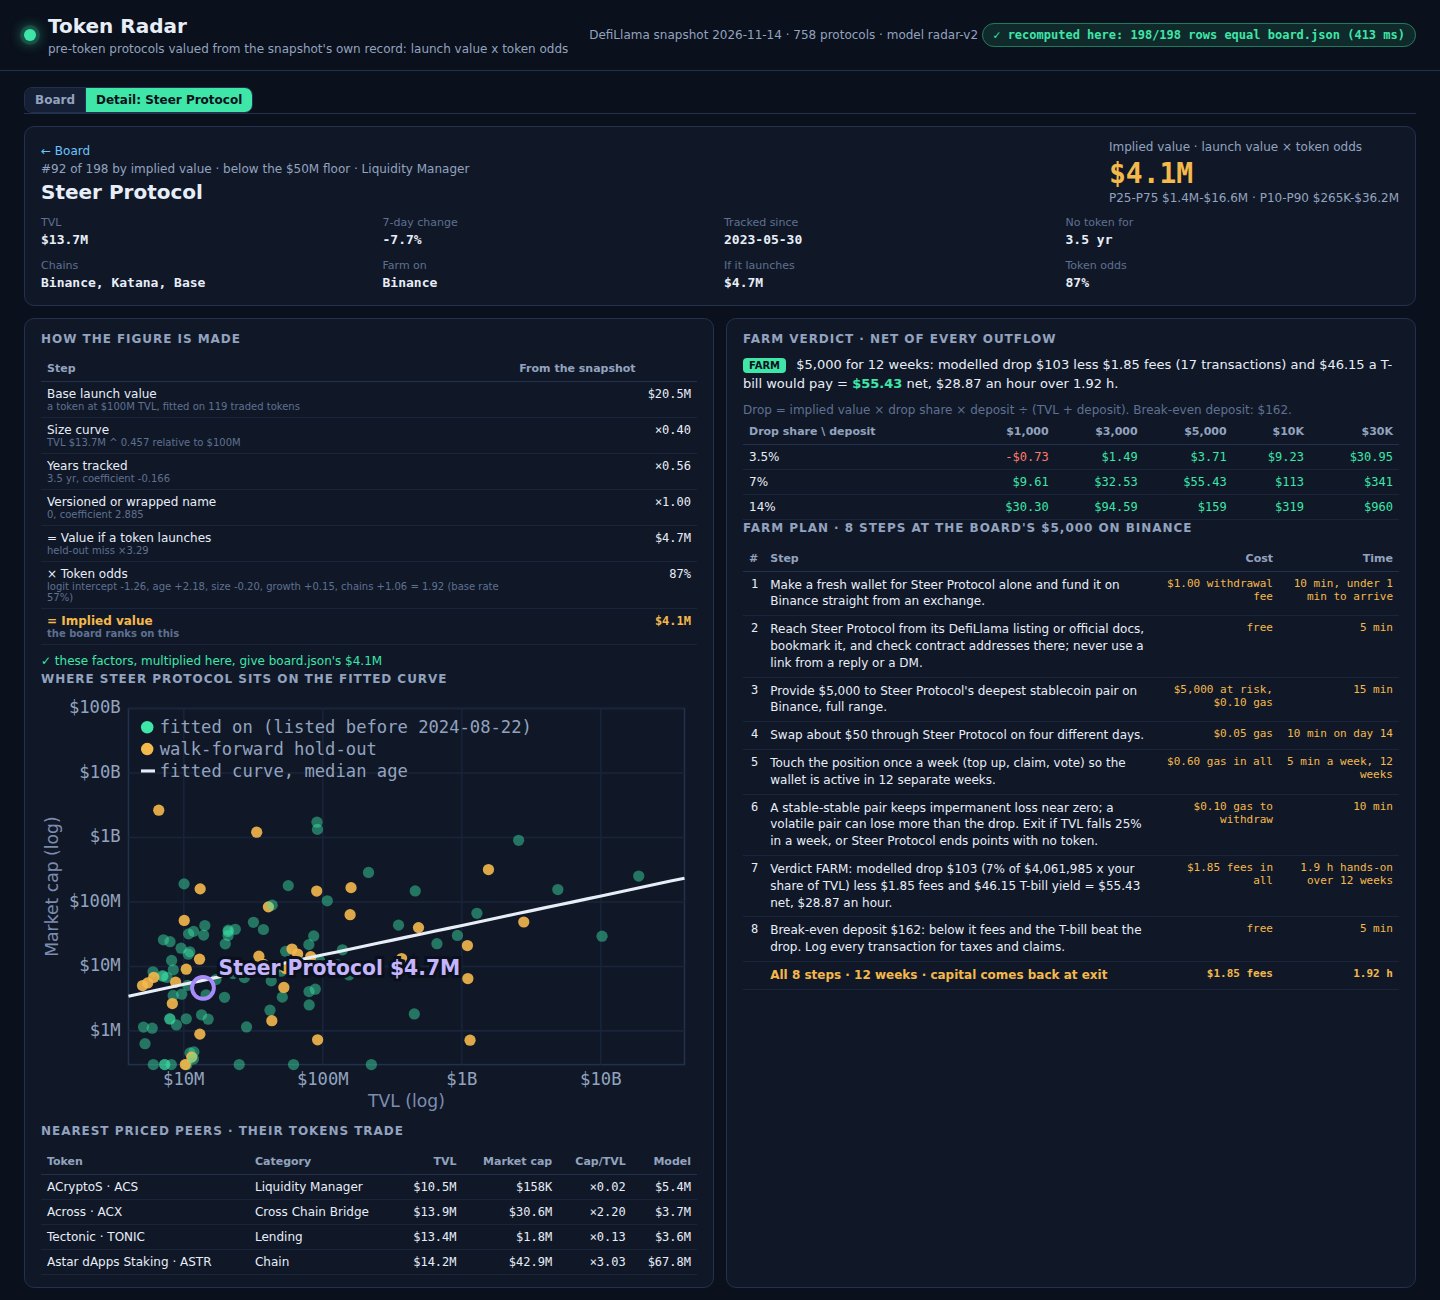 Token Radar
pre-token protocols valued from the snapshot's own record: launch value x token odds
DefiLlama snapshot 2026-11-14 · 758 protocols · model radar-v2
✓ recomputed here: 198/198 rows equal board.json (413 ms)
Board
Detail: Steer Protocol
← Board
#92 of 198 by implied value · below the $50M floor · Liquidity Manager
Steer Protocol
Implied value · launch value × token odds
$4.1M
P25-P75 $1.4M-$16.6M · P10-P90 $265K-$36.2M
TVL 7-day change Tracked since No token for
$13.7M -7.7% 2023-05-30 3.5 yr
Chains Farm on If it launches Token odds
Binance, Katana, Base Binance $4.7M 87%
HOW THE FIGURE IS MADE
Step From the snapshot
Base launch value $20.5M
a token at $100M TVL, fitted on 119 traded tokens
Size curve ×0.40
TVL $13.7M ^ 0.457 relative to $100M
Years tracked ×0.56
3.5 yr, coefficient -0.166
Versioned or wrapped name ×1.00
0, coefficient 2.885
= Value if a token launches $4.7M
held-out miss ×3.29
× Token odds 87%
logit intercept -1.26, age +2.18, size -0.20, growth +0.15, chains +1.06 = 1.92 (base rate
57%)
= Implied value $4.1M
the board ranks on this
✓ these factors, multiplied here, give board.json's $4.1M
WHERE STEER PROTOCOL SITS ON THE FITTED CURVE
$100B
fitted on (listed before 2024-08-22)
walk-forward hold-out
fitted curve, median age
$10B
$1B
$100M
$10M
$1M
Market cap (log)
Steer Protocol $4.7M
$10M $100M $1B $10B
TVL (log)
NEAREST PRICED PEERS · THEIR TOKENS TRADE
Token Category TVL Market cap Cap/TVL Model
ACryptoS · ACS Liquidity Manager $10.5M $158K ×0.02 $5.4M
Across · ACX Cross Chain Bridge $13.9M $30.6M ×2.20 $3.7M
Tectonic · TONIC Lending $13.4M $1.8M ×0.13 $3.6M
Astar dApps Staking · ASTR Chain $14.2M $42.9M ×3.03 $67.8M
FARM VERDICT · NET OF EVERY OUTFLOW
FARM $5,000 for 12 weeks: modelled drop $103 less $1.85 fees (17 transactions) and $46.15 a T-
bill would pay = $55.43 net, $28.87 an hour over 1.92 h.
Drop = implied value × drop share × deposit ÷ (TVL + deposit). Break-even deposit: $162.
Drop share \ deposit $1,000 $3,000 $5,000 $10K $30K
3.5% -$0.73 $1.49 $3.71 $9.23 $30.95
7% $9.61 $32.53 $55.43 $113 $341
14% $30.30 $94.59 $159 $319 $960
FARM PLAN · 8 STEPS AT THE BOARD'S $5,000 ON BINANCE
# Step Cost Time
1 Make a fresh wallet for Steer Protocol alone and fund it on $1.00 withdrawal 10 min, under 1
Binance straight from an exchange. fee min to arrive
2 Reach Steer Protocol from its DefiLlama listing or official docs, free 5 min
bookmark it, and check contract addresses there; never use a
link from a reply or a DM.
3 Provide $5,000 to Steer Protocol's deepest stablecoin pair on $5,000 at risk, 15 min
Binance, full range. $0.10 gas
4 Swap about $50 through Steer Protocol on four different days. $0.05 gas 10 min on day 14
5 Touch the position once a week (top up, claim, vote) so the $0.60 gas in all 5 min a week, 12
wallet is active in 12 separate weeks. weeks
6 A stable-stable pair keeps impermanent loss near zero; a $0.10 gas to 10 min
volatile pair can lose more than the drop. Exit if TVL falls 25% withdraw
in a week, or Steer Protocol ends points with no token.
7 Verdict FARM: modelled drop $103 (7% of $4,061,985 x your $1.85 fees in 1.9 h hands-on
share of TVL) less $1.85 fees and $46.15 T-bill yield = $55.43 all over 12 weeks
net, $28.87 an hour.
8 Break-even deposit $162: below it fees and the T-bill beat the free 5 min
drop. Log every transaction for taxes and claims.
All 8 steps · 12 weeks · capital comes back at exit $1.85 fees 1.92 h